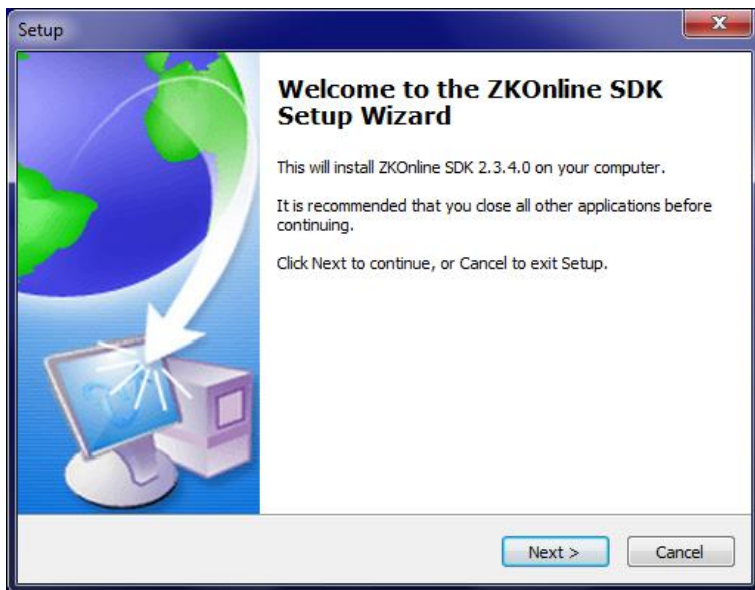 Setup
Welcome to the ZKOnline SDK
Setup Wizard
This will install ZKOnline SDK 2.3.4.0 on your computer.
It is recommended that you close all other applications before
continuing.
Click Next to continue, or Cancel to exit Setup.
Next >
Cancel